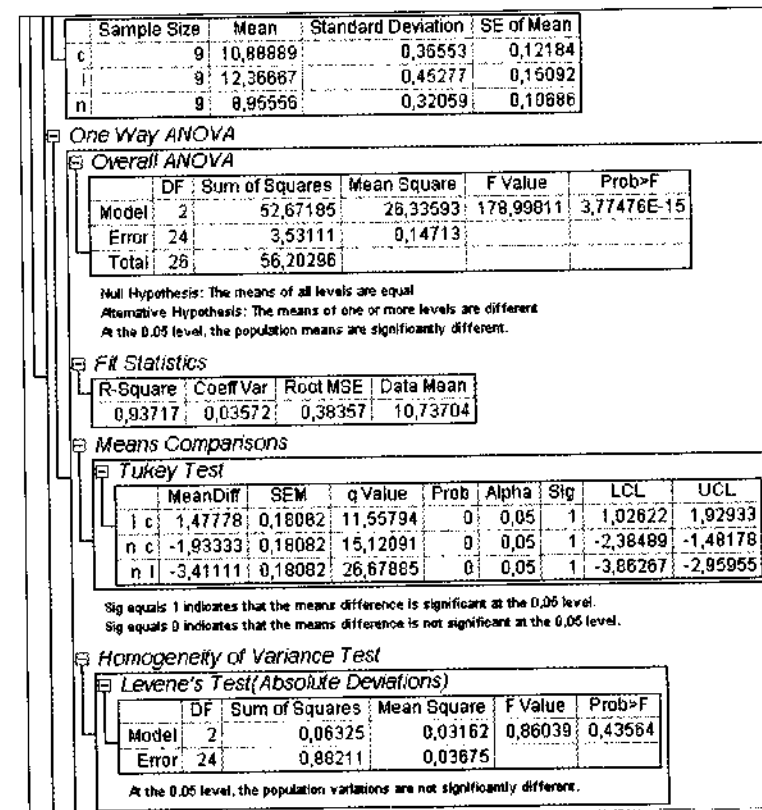 Sample Size Mean Standard Deviation SE of Mean
c 9 10,88889 0,36553 0,12184
i 9 12,36667 0,45277 0,15092
n 9 8,95556 0,32059 0,10686
One Way ANOVA
Overall ANOVA
DF Sum of Squares Mean Square F Value Prob>F
Model 2 52,67185 26,33593 178,99811 3,77476E-15
Error 24 3,53111 0,14713
Total 26 56,20296
Null Hypothesis: The means of all levels are equal
Alternative Hypothesis: The means of one or more levels are different
At the 0.05 level, the population means are significantly different.
Fit Statistics
R-Square Coeff Var Root MSE Data Mean
0,93717 0,03572 0,38357 10,73704
Means Comparisons
Tukey Test
MeanDiff SEM q Value Prob Alpha Sig LCL UCL
i c 1,47778 0,18082 11,55794 0 0,05 1 1,02622 1,92933
n c -1,93333 0,18082 15,12091 0 0,05 1 -2,38489 -1,48178
n i -3,41111 0,18082 26,67885 0 0,05 1 -3,86267 -2,95955
Sig equals 1 indicates that the means difference is significant at the 0,05 level.
Sig equals 0 indicates that the means difference is not significant at the 0,05 level.
Homogeneity of Variance Test
Levene's Test(Absolute Deviations)
DF Sum of Squares Mean Square F Value Prob>F
Model 2 0,06325 0,03162 0,86039 0,43564
Error 24 0,88211 0,03675
At the 0.05 level, the population variations are not significantly different.